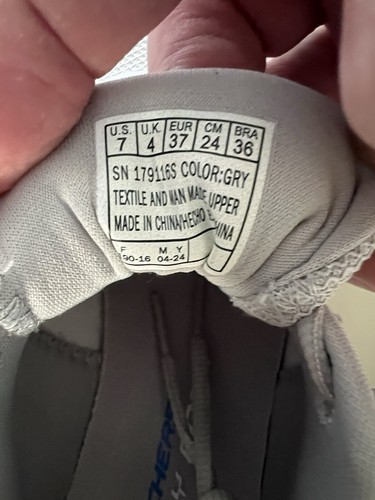 U.S. U.K. EUR CM BRA
7 4 37 24 36
SN 179116S COLOR:GRY
TEXTILE AND MAN MADE UPPER
MADE IN CHINA/HECHO CHINA
F M Y
90-16 04-24